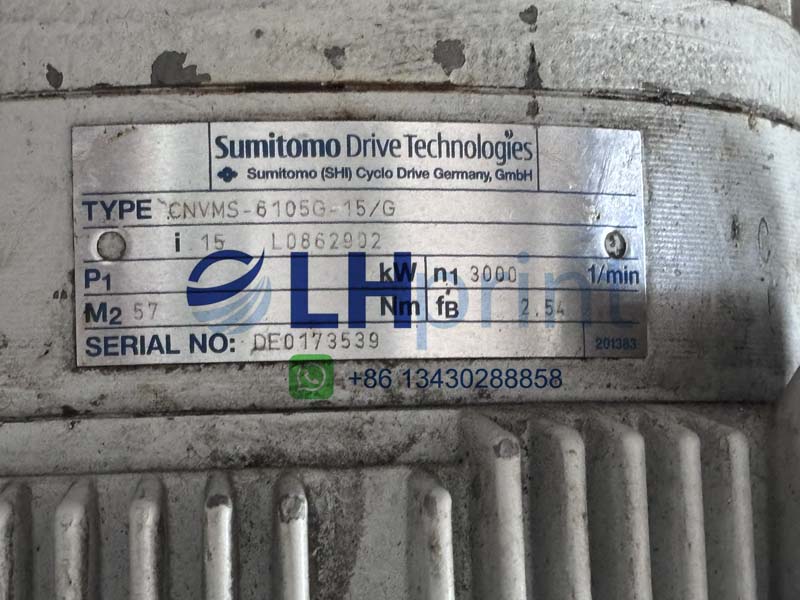 Sumitomo Drive Technologies
Sumitomo (SHI) Cyclo Drive Germany, GmbH
TYPE CNVMS-6105G-15/G
i 15 L0862902
P1 kW n1 3000 1/min
M2 57 Nm fB 2.54
LHprint
SERIAL NO: DE0173539 201383
+86 13430288858